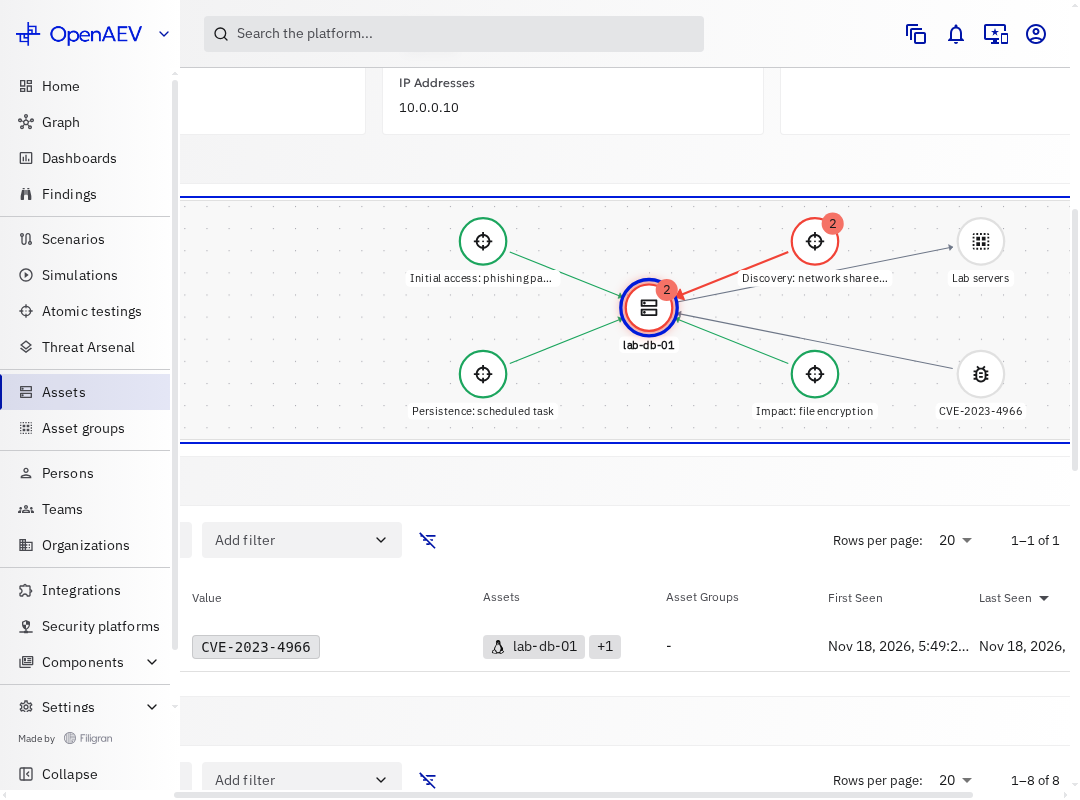 OpenAEV
Search the platform...
Home
Graph
Dashboards
Findings
Scenarios
Simulations
Atomic testings
Threat Arsenal
Assets
Asset groups
Persons
Teams
Organizations
Integrations
Security platforms
Components
Settings
Made by Filigran
Collapse
IP Addresses
10.0.0.10
2
Initial access: phishing pa...
Discovery: network share e...
Lab servers
2
lab-db-01
Persistence: scheduled task
Impact: file encryption
CVE-2023-4966
Add filter
Rows per page: 20
1–1 of 1
Value Assets Asset Groups First Seen Last Seen
CVE-2023-4966 lab-db-01 +1 - Nov 18, 2026, 5:49:2... Nov 18, 2026,
Add filter
Rows per page: 20
1–8 of 8